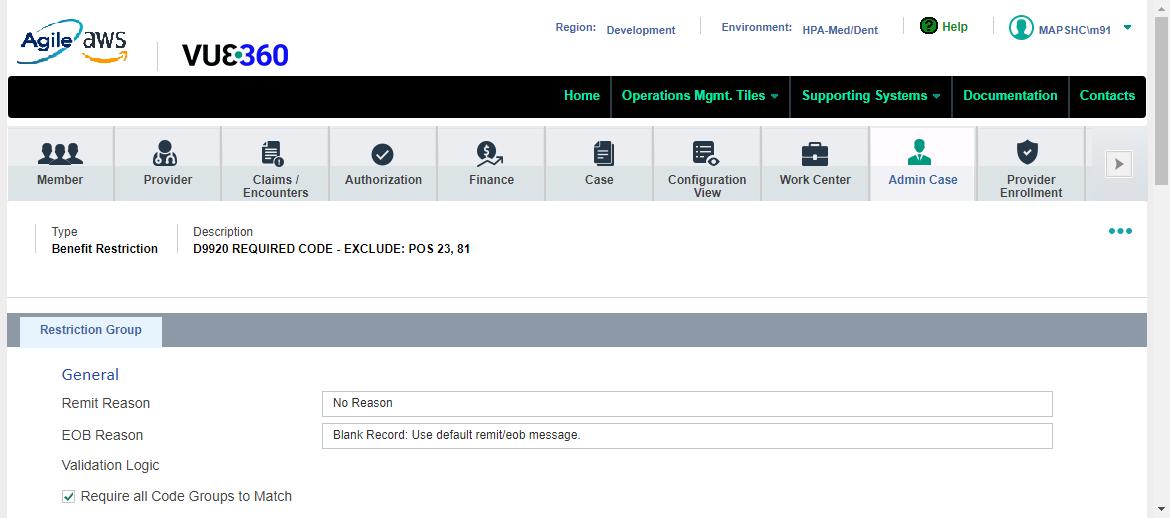 Agile aws
VUE360
Region: Development
Environment: HPA-Med/Dent
? Help
MAPSHC\m91
Home
Operations Mgmt. Tiles
Supporting Systems
Documentation
Contacts
Member
Provider
Claims /
Encounters
Authorization
Finance
Case
Configuration
View
Work Center
Admin Case
Provider
Enrollment
Type
Benefit Restriction
Description
D9920 REQUIRED CODE - EXCLUDE: POS 23, 81
Restriction Group
General
Remit Reason
No Reason
EOB Reason
Blank Record: Use default remit/eob message.
Validation Logic
Require all Code Groups to Match